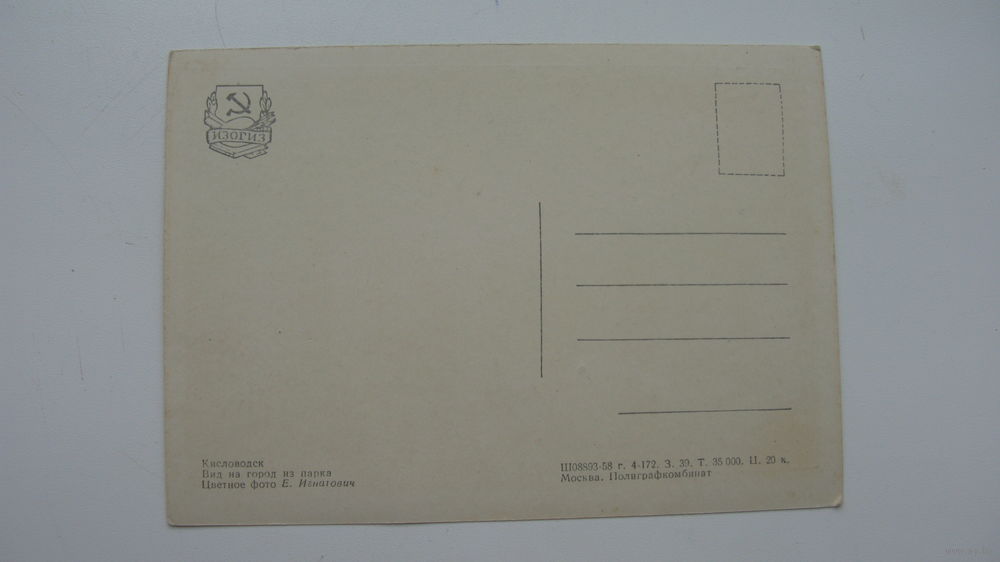 ИЗОГИЗ
Кисловодск
Вид на город из парка
Цветное фото Е. Игнатович
Ш08893-58 г. 4-172. З. 39. Т. 35 000. Ц. 20 к.
Москва. Полиграфкомбинат